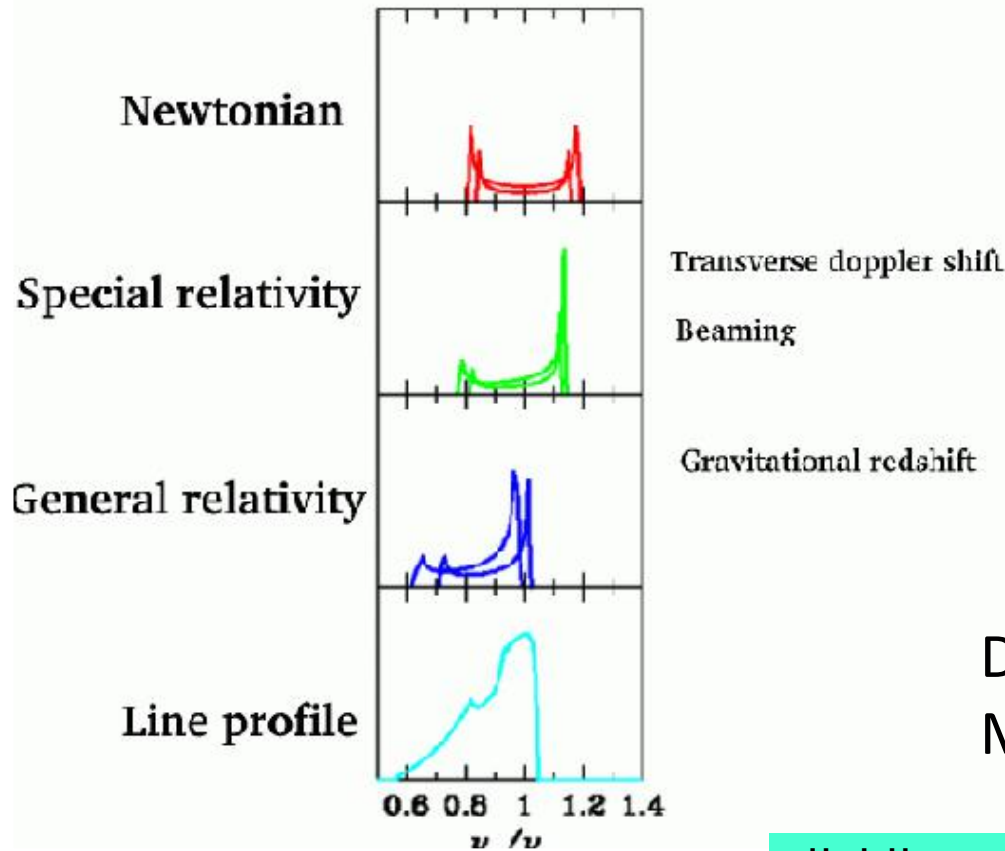 Newtonian
Special relativity
Transverse doppler shift
Beaming
General relativity
Gravitational redshift
Line profile
0.6 0.8 1 1.2 1.4
ν /ν
D